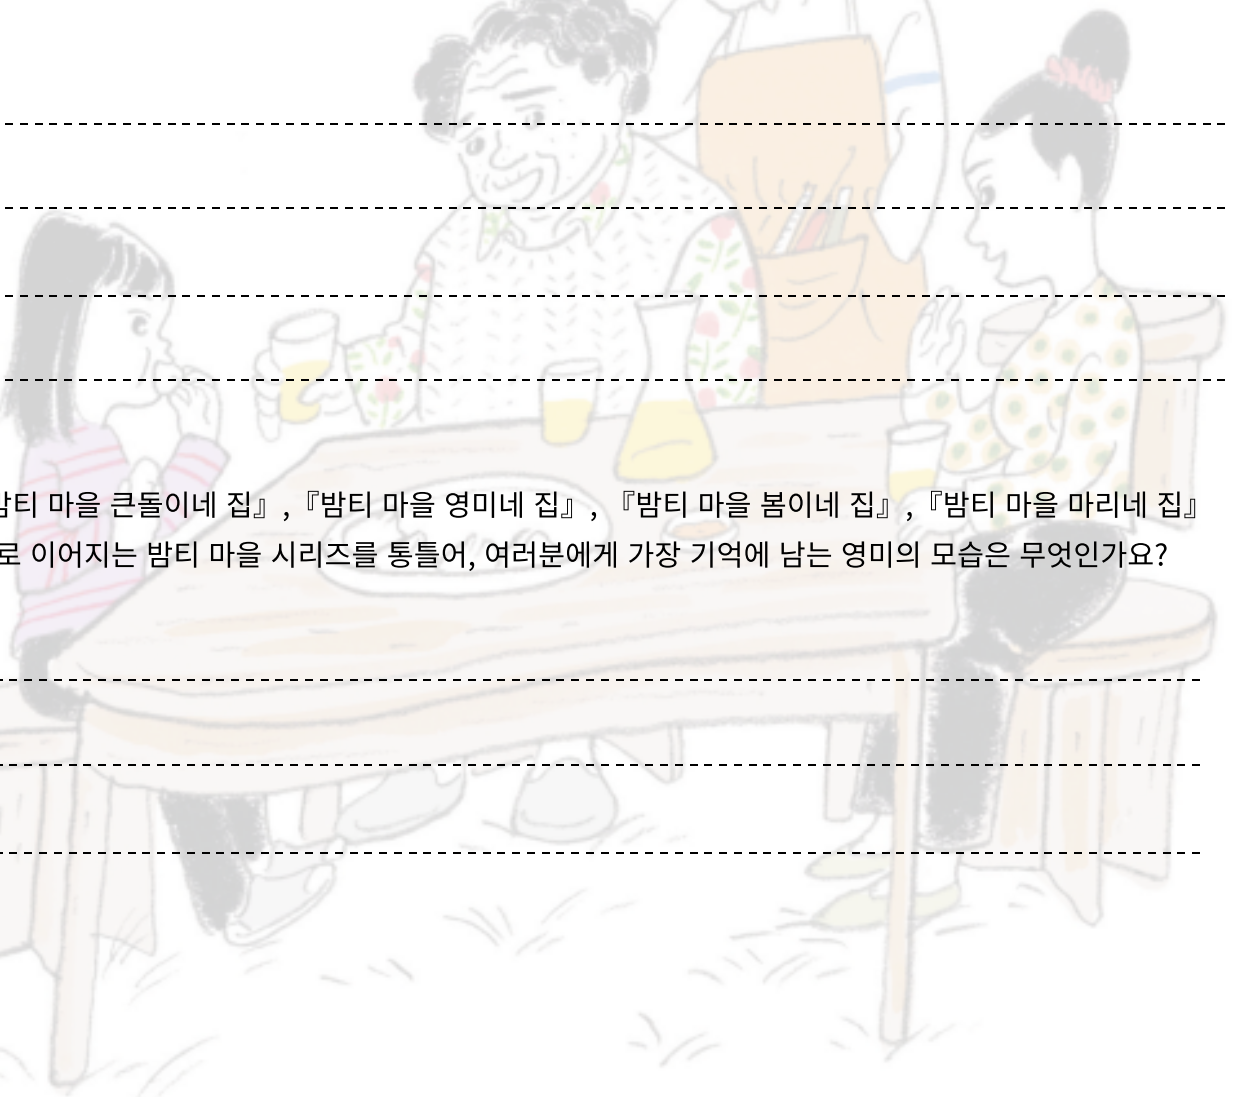 밤티 마을 큰돌이네 집』,『밤티 마을 영미네 집』, 『밤티 마을 봄이네 집』,『밤티 마을 마리네 집』
로 이어지는 밤티 마을 시리즈를 통틀어, 여러분에게 가장 기억에 남는 영미의 모습은 무엇인가요?